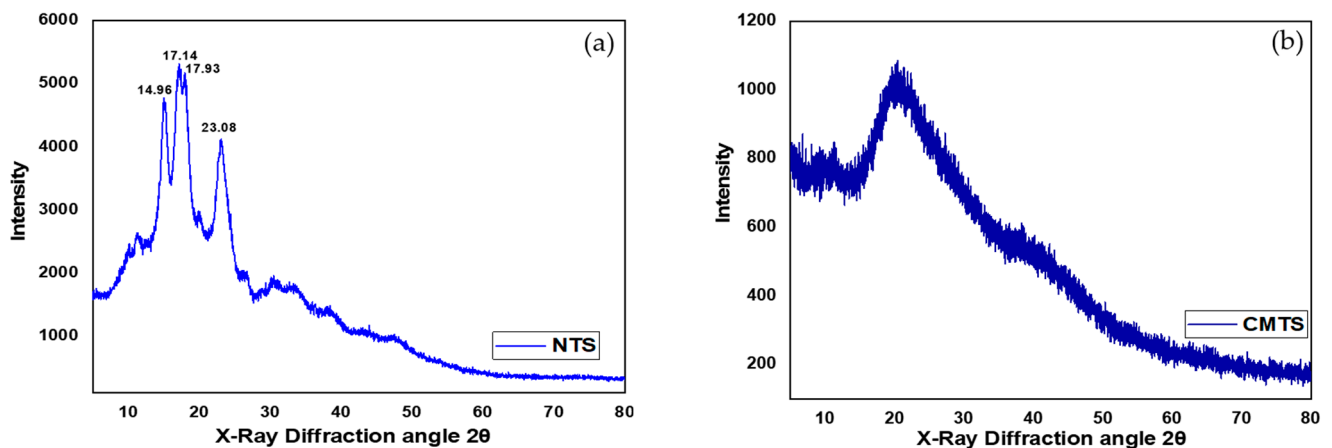 (a)
6000
5000
4000
3000
2000
1000
Intensity
14.96
17.14
17.93
23.08
NTS
10 20 30 40 50 60 70 80
X-Ray Diffraction angle 2θ
(b)
1200
1000
800
600
400
200
Intensity
CMTS
10 20 30 40 50 60 70 80
X-Ray Diffraction angle 2θ